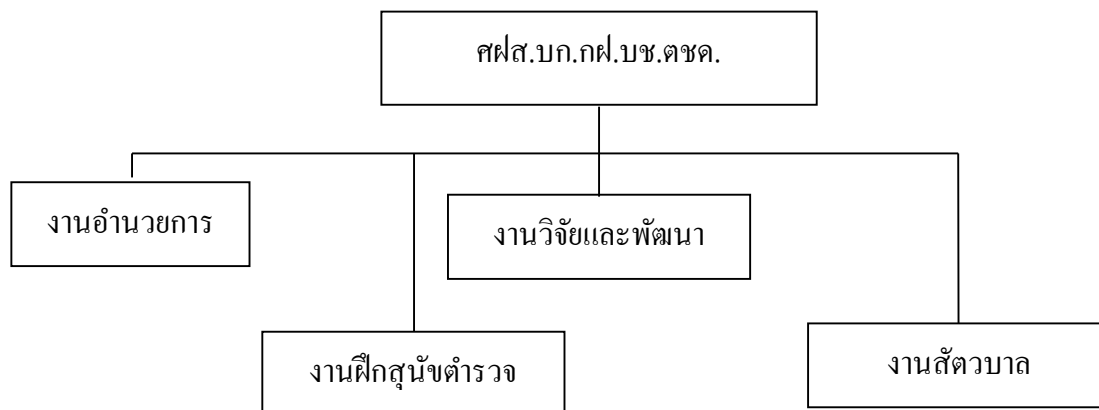 ศฝส.บก.กฝ.บช.ตชด.
งานอำนวยการ
งานวิจัยและพัฒนา
งานฝึกสุนัขตำรวจ
งานสัตวบาล